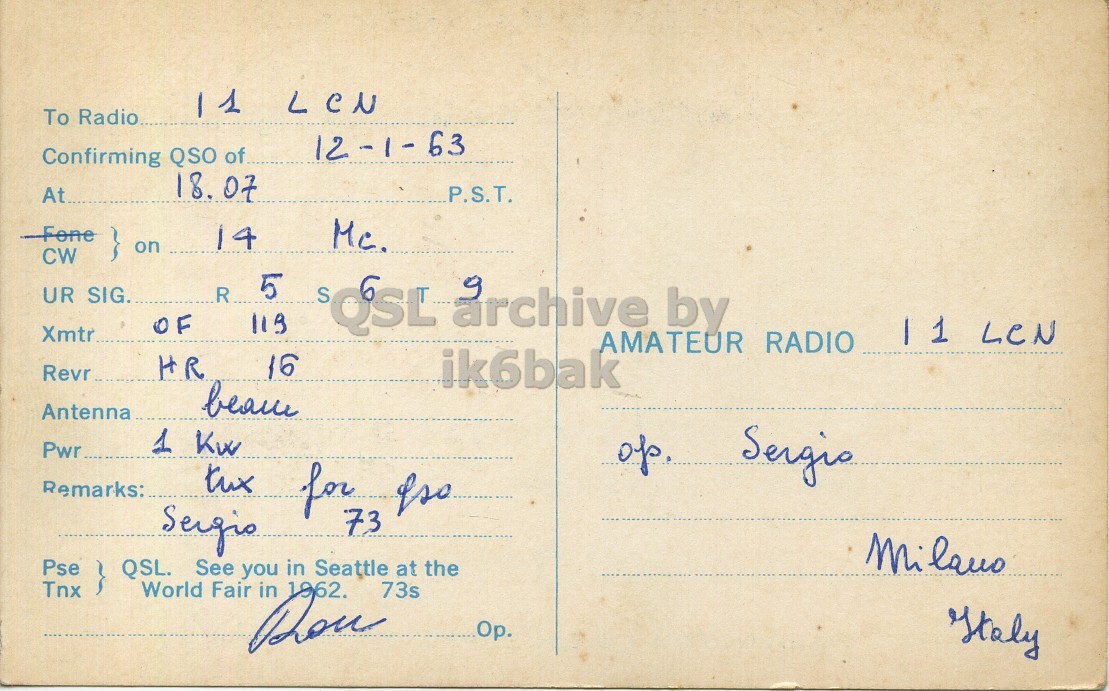 To Radio I1 LCN
Confirming QSO of 12-1-63
At 18.07 P.S.T.
Fone
CW } on 14 Mc.
UR SIG. R 5 S 6 T 9
Xmtr OF 119
Revr HR 16
Antenna beam
Pwr 1 Kw
Remarks: tnx for qso
Sergio 73
Pse } QSL. See you in Seattle at the
Tnx World Fair in 1962. 73s
Ron Op.
QSL archive by
ik6bak
AMATEUR RADIO I1 LCN
op. Sergio
Milano
Italy